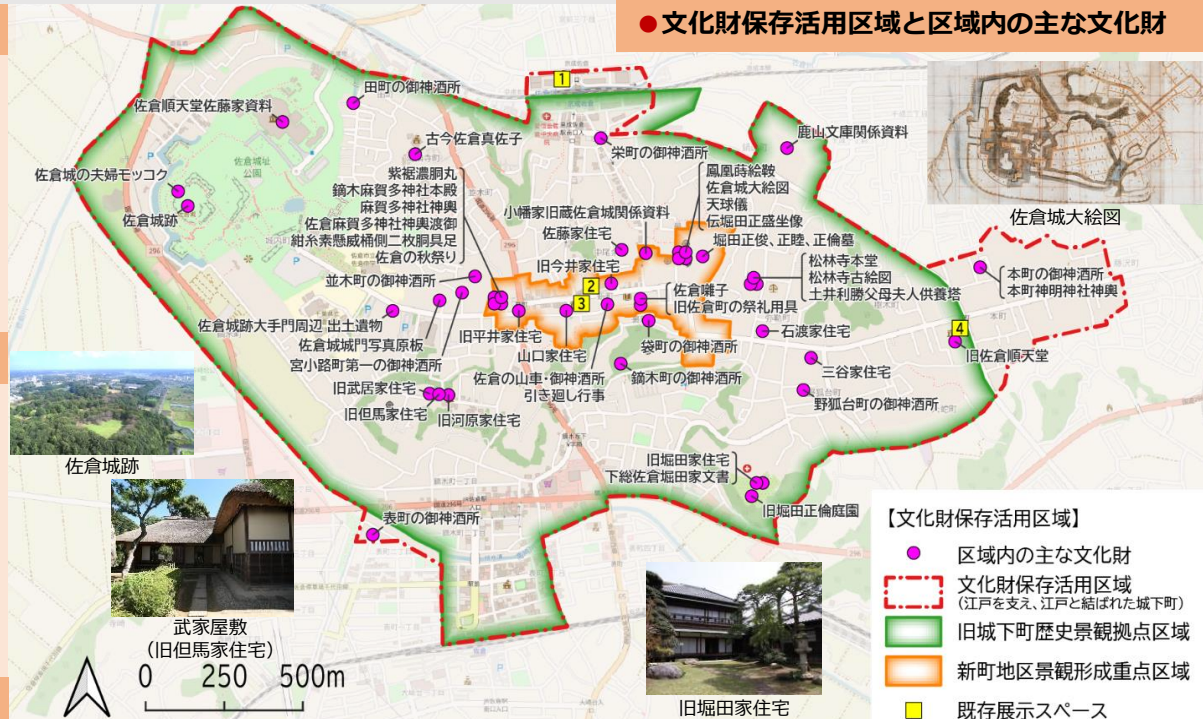 ●文化財保存活用区域と区域内の主な文化財
1
田町の御神酒所
佐倉順天堂佐藤家資料
古今佐倉真佐子
栄町の御神酒所
鹿山文庫関係資料
佐倉城大絵図
佐倉城址
公園
佐倉城の夫婦モッコク
佐倉城跡
紫裾濃胴丸
鏑木麻賀多神社本殿
麻賀多神社神輿
佐倉麻賀多神社神輿渡御
紺糸素懸威桶側二枚胴具足
佐倉の秋祭り
鳳凰蒔絵鞍
佐倉城大絵図
天球儀
伝堀田正盛坐像
小幡家旧蔵佐倉城関係資料
佐藤家住宅
堀田正俊、正睦、正倫墓
旧今井家住宅
松林寺本堂
松林寺古絵図
土井利勝父母夫人供養塔
本町の御神酒所
本町神明神社神輿
並木町の御神酒所
2
3
佐倉囃子
旧佐倉町の祭礼用具
佐倉城跡大手門周辺 出土遺物
佐倉城城門写真原板
宮小路町第一の御神酒所
旧平井家住宅
山口家住宅
佐倉の山車・御神酒所
引き廻し行事
袋町の御神酒所
石渡家住宅
4
旧佐倉順天堂
三谷家住宅
鏑木町の御神酒所
野狐台町の御神酒所
旧武居家住宅
旧但馬家住宅
旧河原家住宅
佐倉城跡
旧堀田家住宅
下総佐倉堀田家文書
旧堀田正倫庭園
表町の御神酒所
武家屋敷
（旧但馬家住宅）
旧堀田家住宅
0 250 500m
【文化財保存活用区域】
区域内の主な文化財
文化財保存活用区域
（江戸を支え、江戸と結ばれた城下町）
旧城下町歴史景観拠点区域
新町地区景観形成重点区域
既存展示スペース
296
296